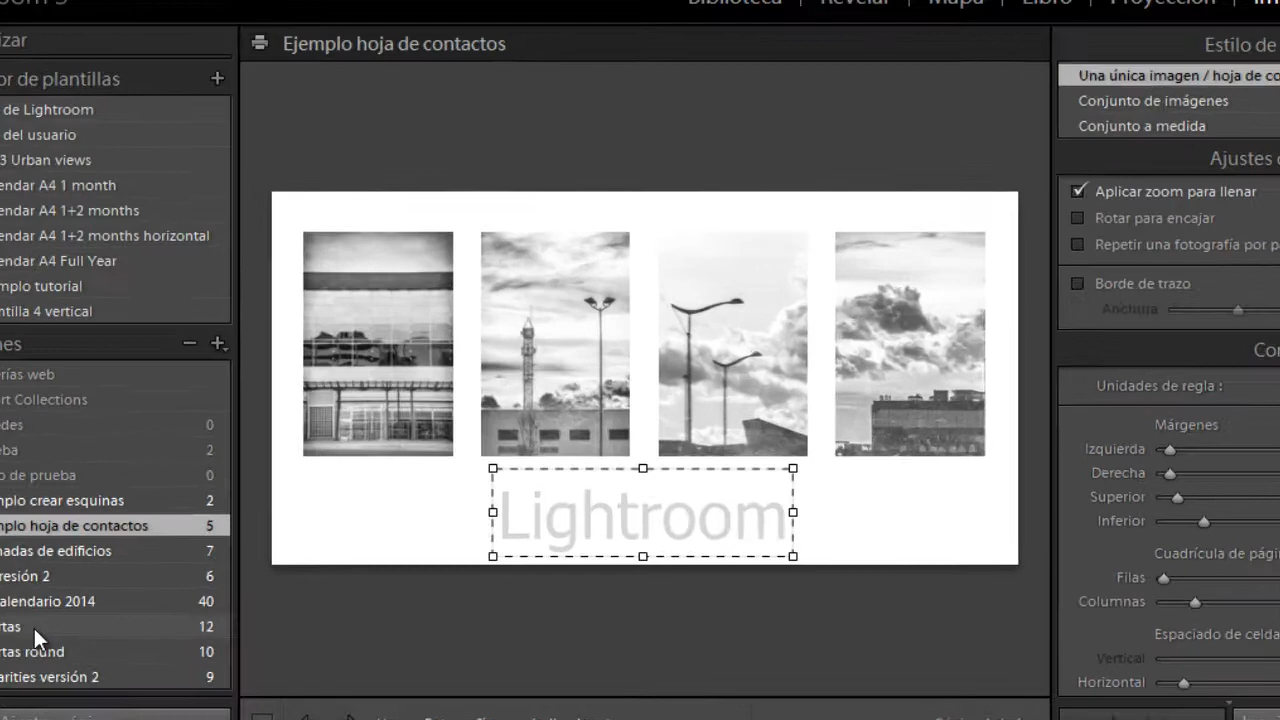 Ejemplo hoja de contactos
Estilo de
or de plantillas
Una única imagen / hoja de co
Conjunto de imágenes
Conjunto a medida
de Lightroom
del usuario
3 Urban views
endar A4 1 month
endar A4 1+2 months
endar A4 1+2 months horizontal
endar A4 Full Year
mplo tutorial
ntilla 4 vertical
Ajustes
Aplicar zoom para llenar
Rotar para encajar
Repetir una fotografía por p
Borde de trazo
Anchura
nes
erías web
rt Collections
odes 0
eba 2
o de prueba 0
mplo crear esquinas 2
mplo hoja de contactos 5
hadas de edificios 7
resión 2 6
alendario 2014 40
rtas 12
rtas round 10
arities versión 2 9
Lightroom
Con
Unidades de regla :
Márgenes
Izquierda
Derecha
Superior
Inferior
Cuadrícula de págin
Filas
Columnas
Espaciado de celda
Vertical
Horizontal